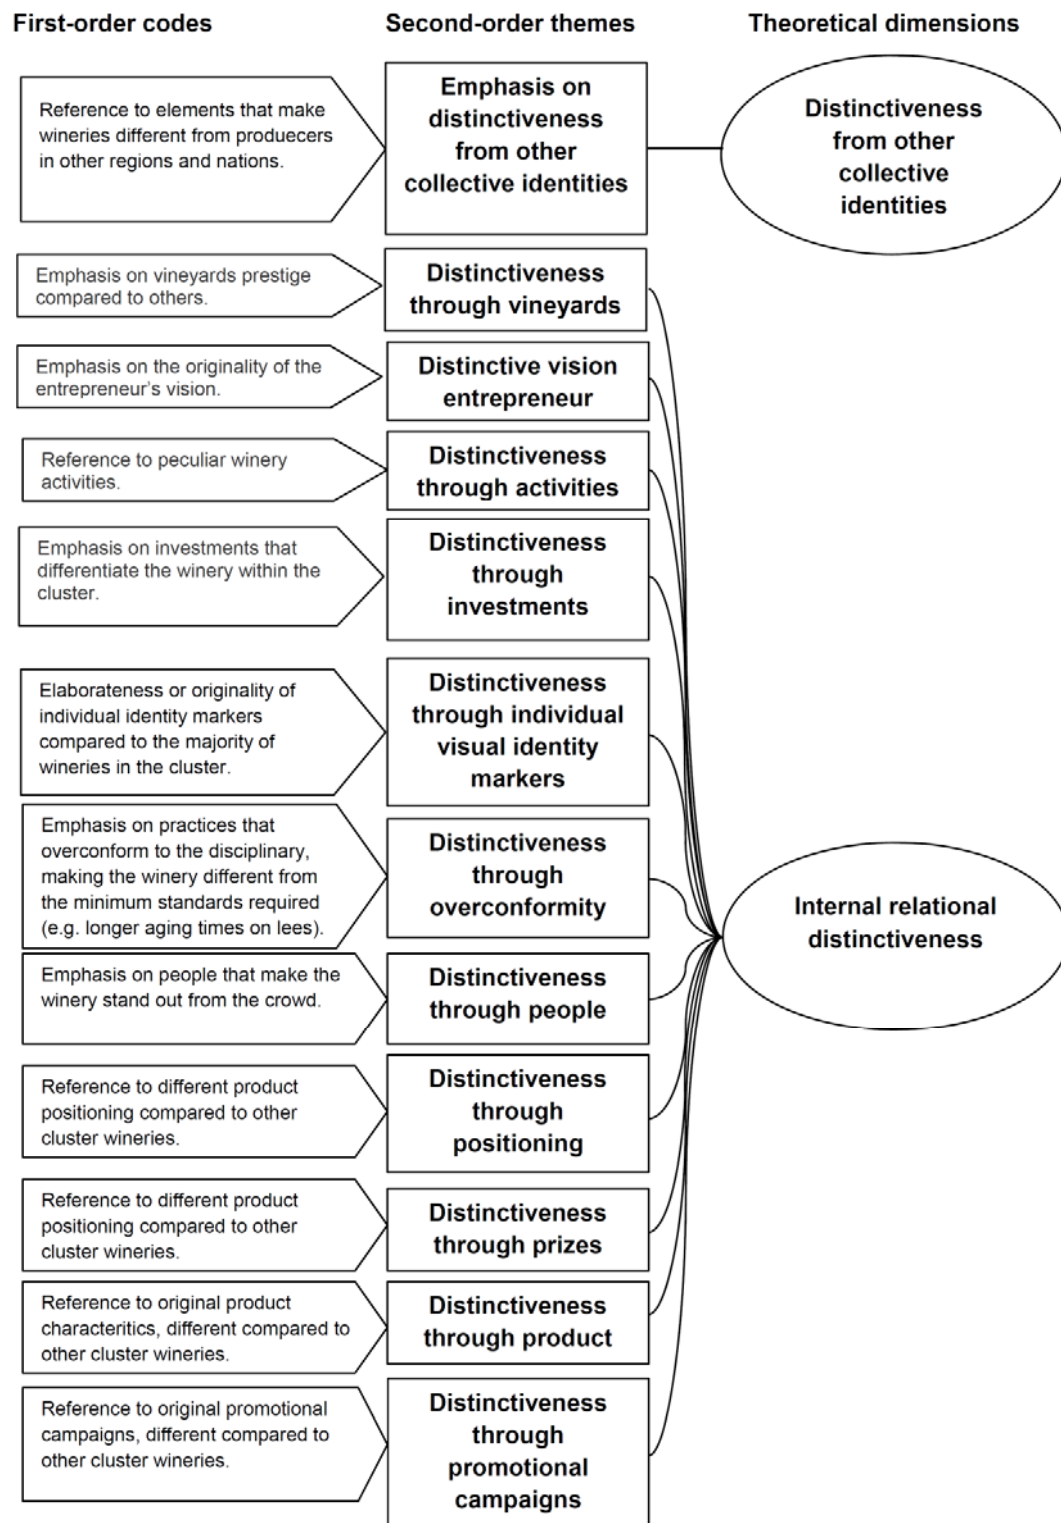 First-order codes
Second-order themes
Theoretical dimensions
Reference to elements that make
wineries different from producers
in other regions and nations.
Emphasis on
distinctiveness
from other
collective identities
Distinctiveness
from other
collective
identities
Emphasis on vineyards prestige
compared to others.
Distinctiveness
through vineyards
Emphasis on the originality of the
entrepreneur's vision.
Distinctive vision
entrepreneur
Reference to peculiar winery
activities.
Distinctiveness
through activities
Emphasis on investments that
differentiate the winery within the
cluster.
Distinctiveness
through
investments
Elaborateness or originality of
individual identity markers
compared to the majority of
wineries in the cluster.
Distinctiveness
through individual
visual identity
markers
Emphasis on practices that
overconform to the disciplinary,
making the winery different from
the minimum standards required
(e.g. longer aging times on lees).
Distinctiveness
through
overconformity
Internal relational
distinctiveness
Emphasis on people that make the
winery stand out from the crowd.
Distinctiveness
through people
Reference to different product
positioning compared to other
cluster wineries.
Distinctiveness
through
positioning
Reference to different product
positioning compared to other
cluster wineries.
Distinctiveness
through prizes
Reference to original product
characteritics, different compared to
other cluster wineries.
Distinctiveness
through product
Reference to original promotional
campaigns, different compared to
other cluster wineries.
Distinctiveness
through
promotional
campaigns